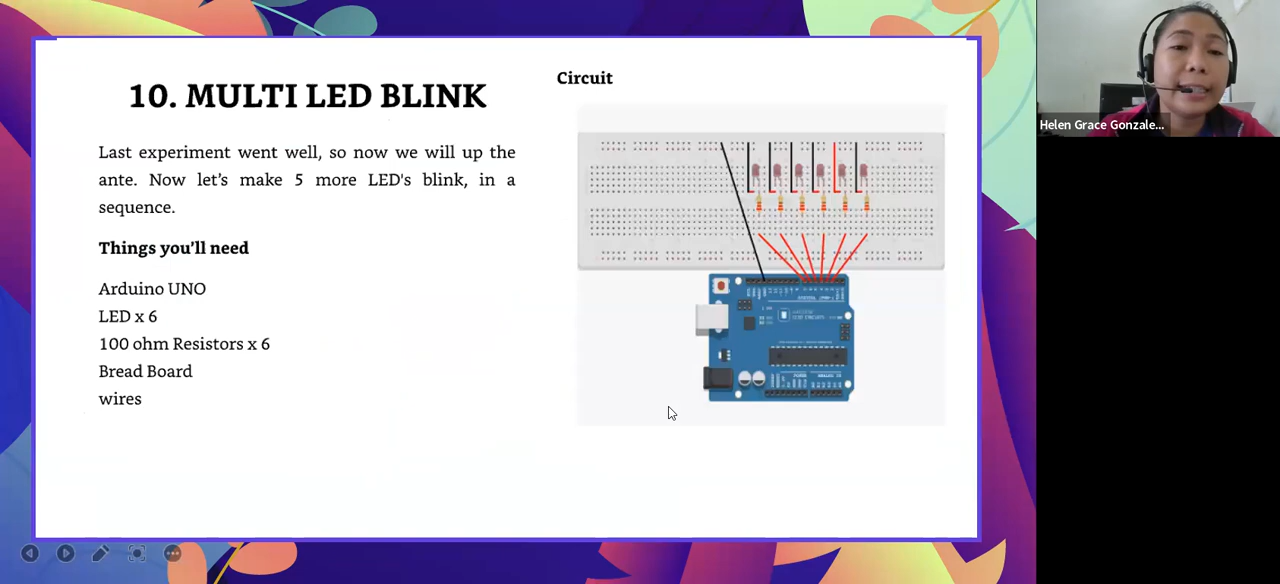 10. MULTI LED BLINK
Last experiment went well, so now we will up the
ante. Now let's make 5 more LED's blink, in a
sequence.
Things you'll need
Arduino UNO
LED x 6
100 ohm Resistors x 6
Bread Board
wires
Circuit
Helen Grace Gonzale...